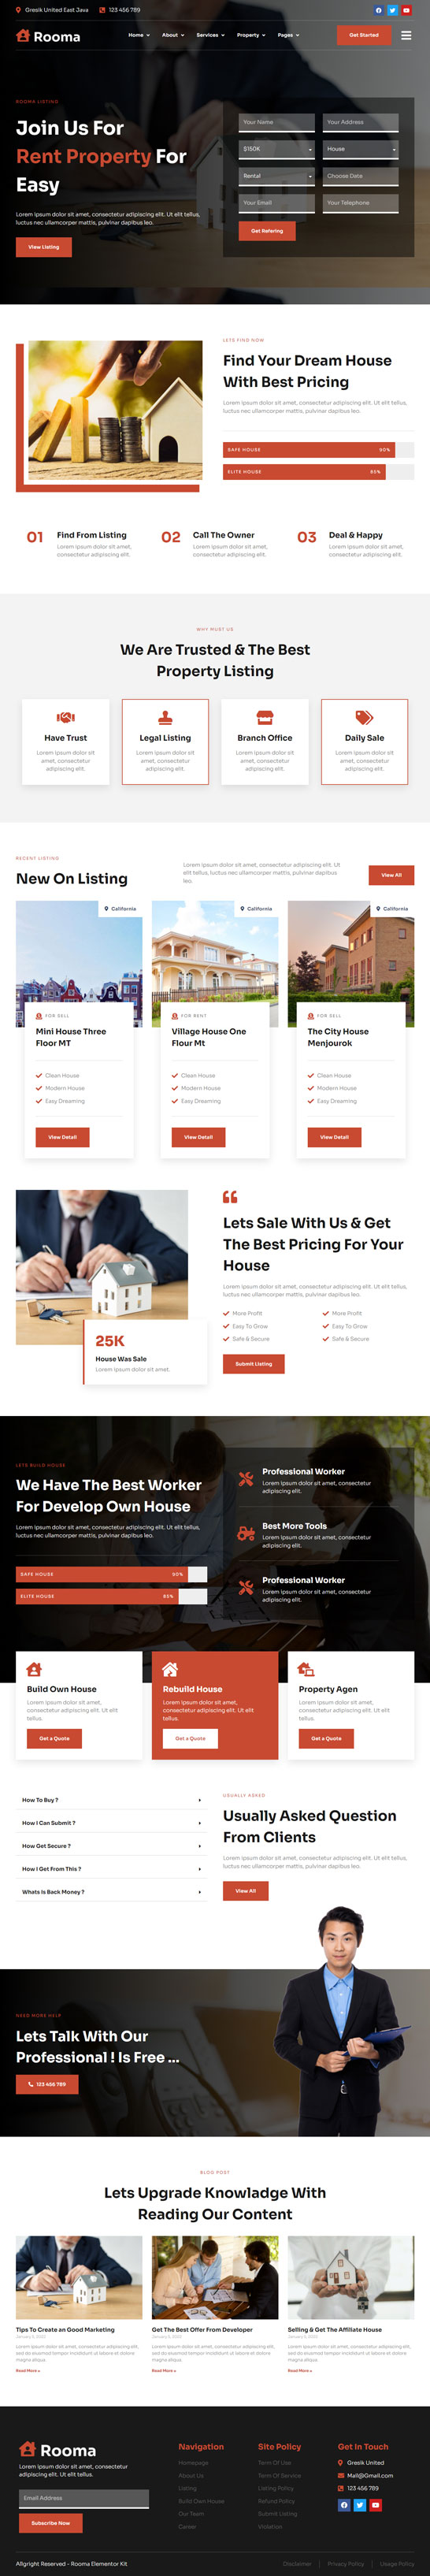 Gresik United East Java 123 456 789
Rooma
Home About Services Property Pages
Get Started
ROOMA LISTING
Join Us For
Rent Property For
Easy
Lorem ipsum dolor sit amet, consectetur adipiscing elit. Ut elit tellus,
luctus nec ullamcorper mattis, pulvinar dapibus leo.
View Listing
Your Name Your Address
$150K House
Rental Choose Date
Your Email Your Telephone
Get Refering
LETS FIND NOW
Find Your Dream House
With Best Pricing
Lorem ipsum dolor sit amet, consectetur adipiscing elit. Ut elit tellus,
luctus nec ullamcorper mattis, pulvinar dapibus leo.
SAFE HOUSE 90%
ELITE HOUSE 85%
01 Find From Listing
Lorem ipsum dolor sit amet,
consectetur adipiscing elit.
02 Call The Owner
Lorem ipsum dolor sit amet,
consectetur adipiscing elit.
03 Deal & Happy
Lorem ipsum dolor sit amet,
consectetur adipiscing elit.
WHY MUST US
We Are Trusted & The Best
Property Listing
Have Trust
Lorem ipsum dolor sit
amet, consectetur
adipiscing elit.
Legal Listing
Lorem ipsum dolor sit
amet, consectetur
adipiscing elit.
Branch Office
Lorem ipsum dolor sit
amet, consectetur
adipiscing elit.
Daily Sale
Lorem ipsum dolor sit
amet, consectetur
adipiscing elit.
RECENT LISTING
New On Listing
Lorem ipsum dolor sit amet, consectetur adipiscing elit. Ut
elit tellus, luctus nec ullamcorper mattis, pulvinar dapibus
leo.
View All
California
FOR SELL
Mini House Three
Flour MT
Clean House
Modern House
Easy Dreaming
View Detail
California
FOR RENT
Village House One
Flour Mt
Clean House
Modern House
Easy Dreaming
View Detail
California
FOR SELL
The City House
Menjourok
Clean House
Modern House
Easy Dreaming
View Detail
25K
House Was Sale
Lorem ipsum dolor sit amet.
Lets Sale With Us & Get
The Best Pricing For Your
House
Lorem ipsum dolor sit amet, consectetur adipiscing elit. Ut elit tellus,
luctus nec ullamcorper mattis, pulvinar dapibus leo.
More Profit More Profit
Easy To Grow Easy To Grow
Safe & Secure Safe & Secure
Submit Listing
LETS BUILD HOUSE
We Have The Best Worker
For Develop Own House
Lorem ipsum dolor sit amet, consectetur adipiscing elit. Ut elit tellus,
luctus nec ullamcorper mattis, pulvinar dapibus leo.
SAFE HOUSE 90%
ELITE HOUSE 85%
Professional Worker
Lorem ipsum dolor sit amet, consectetur
adipiscing elit.
Best More Tools
Lorem ipsum dolor sit amet, consectetur
adipiscing elit.
Professional Worker
Lorem ipsum dolor sit amet, consectetur
adipiscing elit.
Build Own House
Lorem ipsum dolor sit amet,
consectetur adipiscing elit. Ut elit
tellus.
Get a Quote
Rebuild House
Lorem ipsum dolor sit amet,
consectetur adipiscing elit. Ut elit
tellus.
Get a Quote
Property Agen
Lorem ipsum dolor sit amet,
consectetur adipiscing elit. Ut elit
tellus.
Get a Quote
How To Buy ?
How I Can Submit ?
How Get Secure ?
How I Get From This ?
Whats Is Back Money ?
USUALLY ASKED
Usually Asked Question
From Clients
Lorem ipsum dolor sit amet, consectetur adipiscing elit. Ut elit tellus,
luctus nec ullamcorper mattis, pulvinar dapibus leo.
View All
NEED MORE HELP
Lets Talk With Our
Professional ! Is Free ...
123 456 789
BLOG POST
Lets Upgrade Knowladge With
Reading Our Content
Tips To Create an Good Marketing
Lorem ipsum dolor sit amet, consectetur adipiscing elit,
sed do eiusmod tempor incididunt ut labore et dolore
magna aliqua.
Read More »
Get The Best Offer From Developer
Lorem ipsum dolor sit amet, consectetur adipiscing elit,
sed do eiusmod tempor incididunt ut labore et dolore
magna aliqua.
Read More »
Selling & Get The Affilate House
Lorem ipsum dolor sit amet, consectetur adipiscing elit,
sed do eiusmod tempor incididunt ut labore et dolore
magna aliqua.
Read More »
Rooma
Lorem ipsum dolor sit amet, consectetur
adipiscing elit. Ut elit tellus.
Email Address
Subscribe Now
Navigation
Homepage
About Us
Listing
Build Own House
Our Team
Career
Site Policy
Term Of Use
Term Of Service
Listing Policy
Refund Policy
Submit Listing
Violation
Get In Touch
Gresik United
Mail@Gmail.com
123 456 789
Allgright Reserved - Rooma Elementor Kit
Disclaimer Privacy Policy Usage Policy